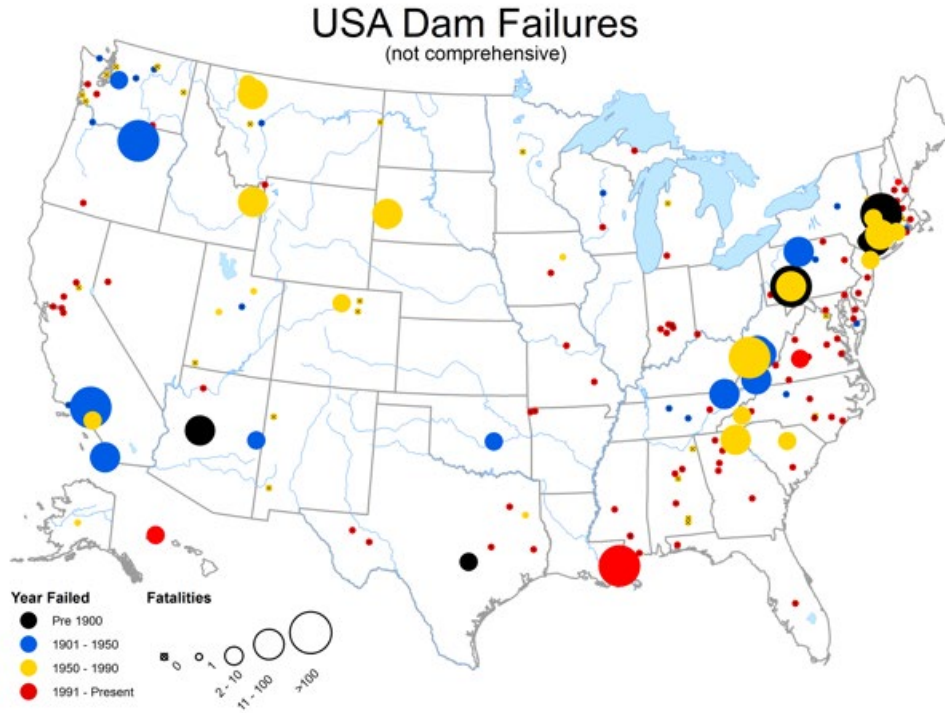 USA Dam Failures
(not comprehensive)
Year Failed
Pre 1900
1901 - 1950
1950 - 1990
1991 - Present
Fatalities
0
1
2 - 10
11 - 100
>100